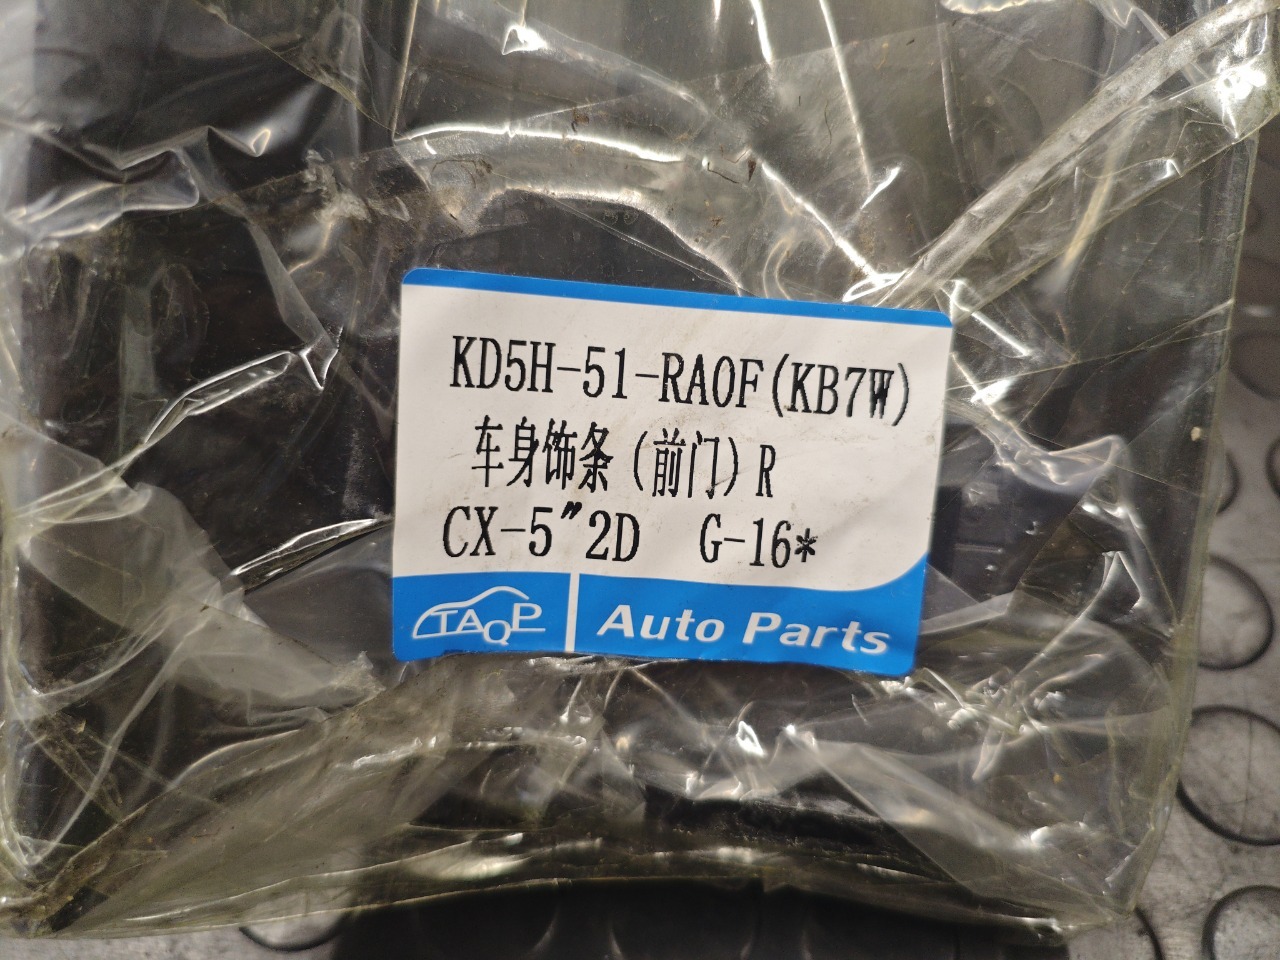 KD5H-51-RA0F(KB7W)
车身饰条（前门）R
CX-5"2D G-16*
TAQP Auto Parts